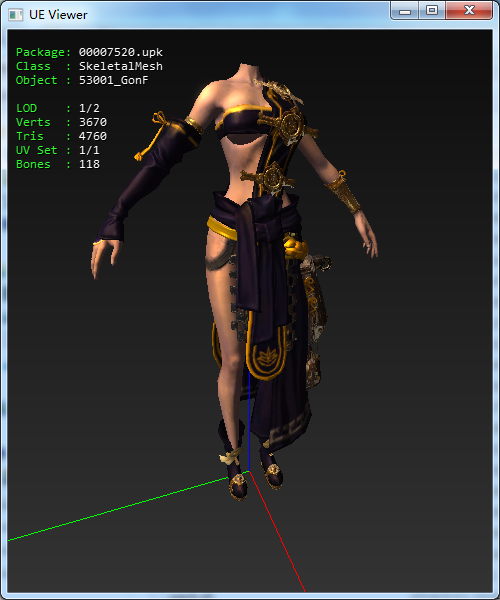 UE Viewer
Package: 00007520.upk
Class : SkeletalMesh
Object : 53001_GonF
LOD : 1/2
Verts : 3670
Tris : 4760
UV Set : 1/1
Bones : 118